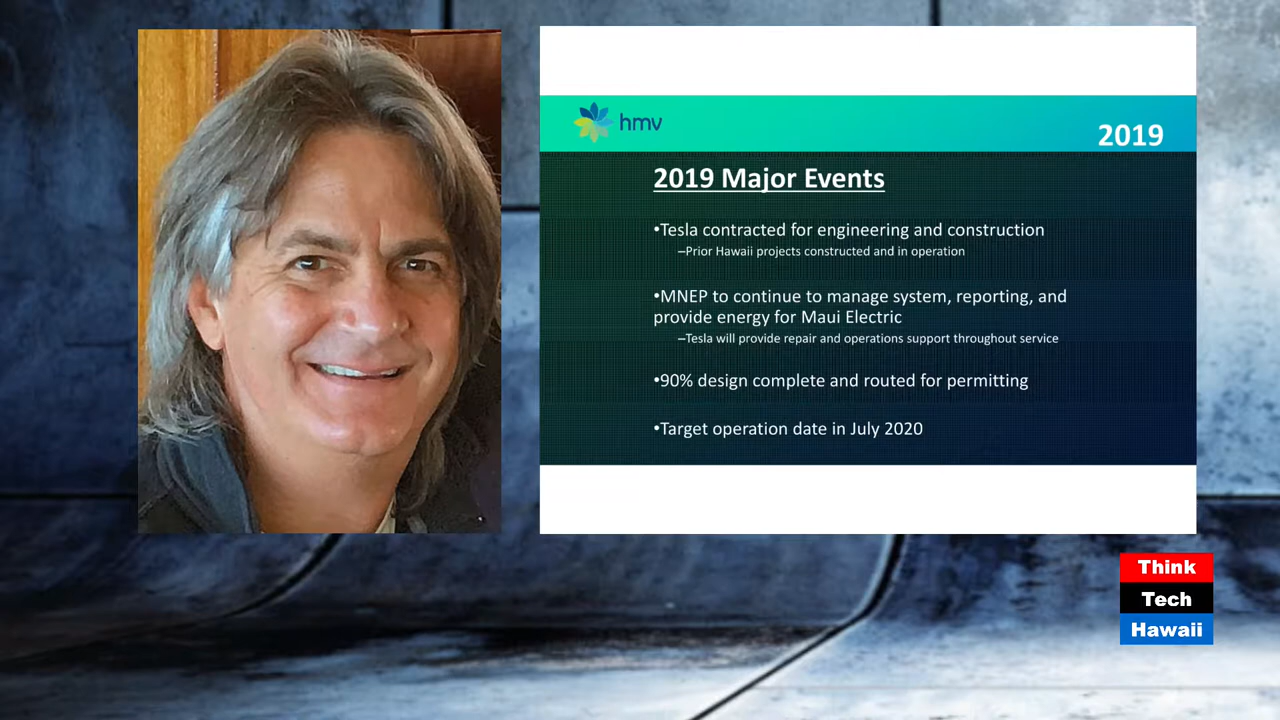 hmv
2019
2019 Major Events
•Tesla contracted for engineering and construction
–Prior Hawaii projects constructed and in operation
•MNEP to continue to manage system, reporting, and
provide energy for Maui Electric
–Tesla will provide repair and operations support throughout service
•90% design complete and routed for permitting
•Target operation date in July 2020
Think
Tech
Hawaii